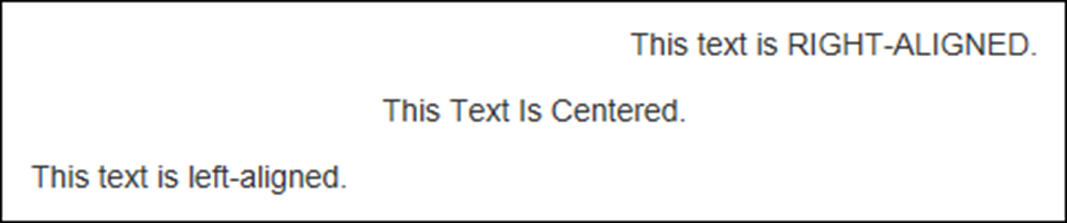 This text is RIGHT-ALIGNED.
This Text Is Centered.
This text is left-aligned.